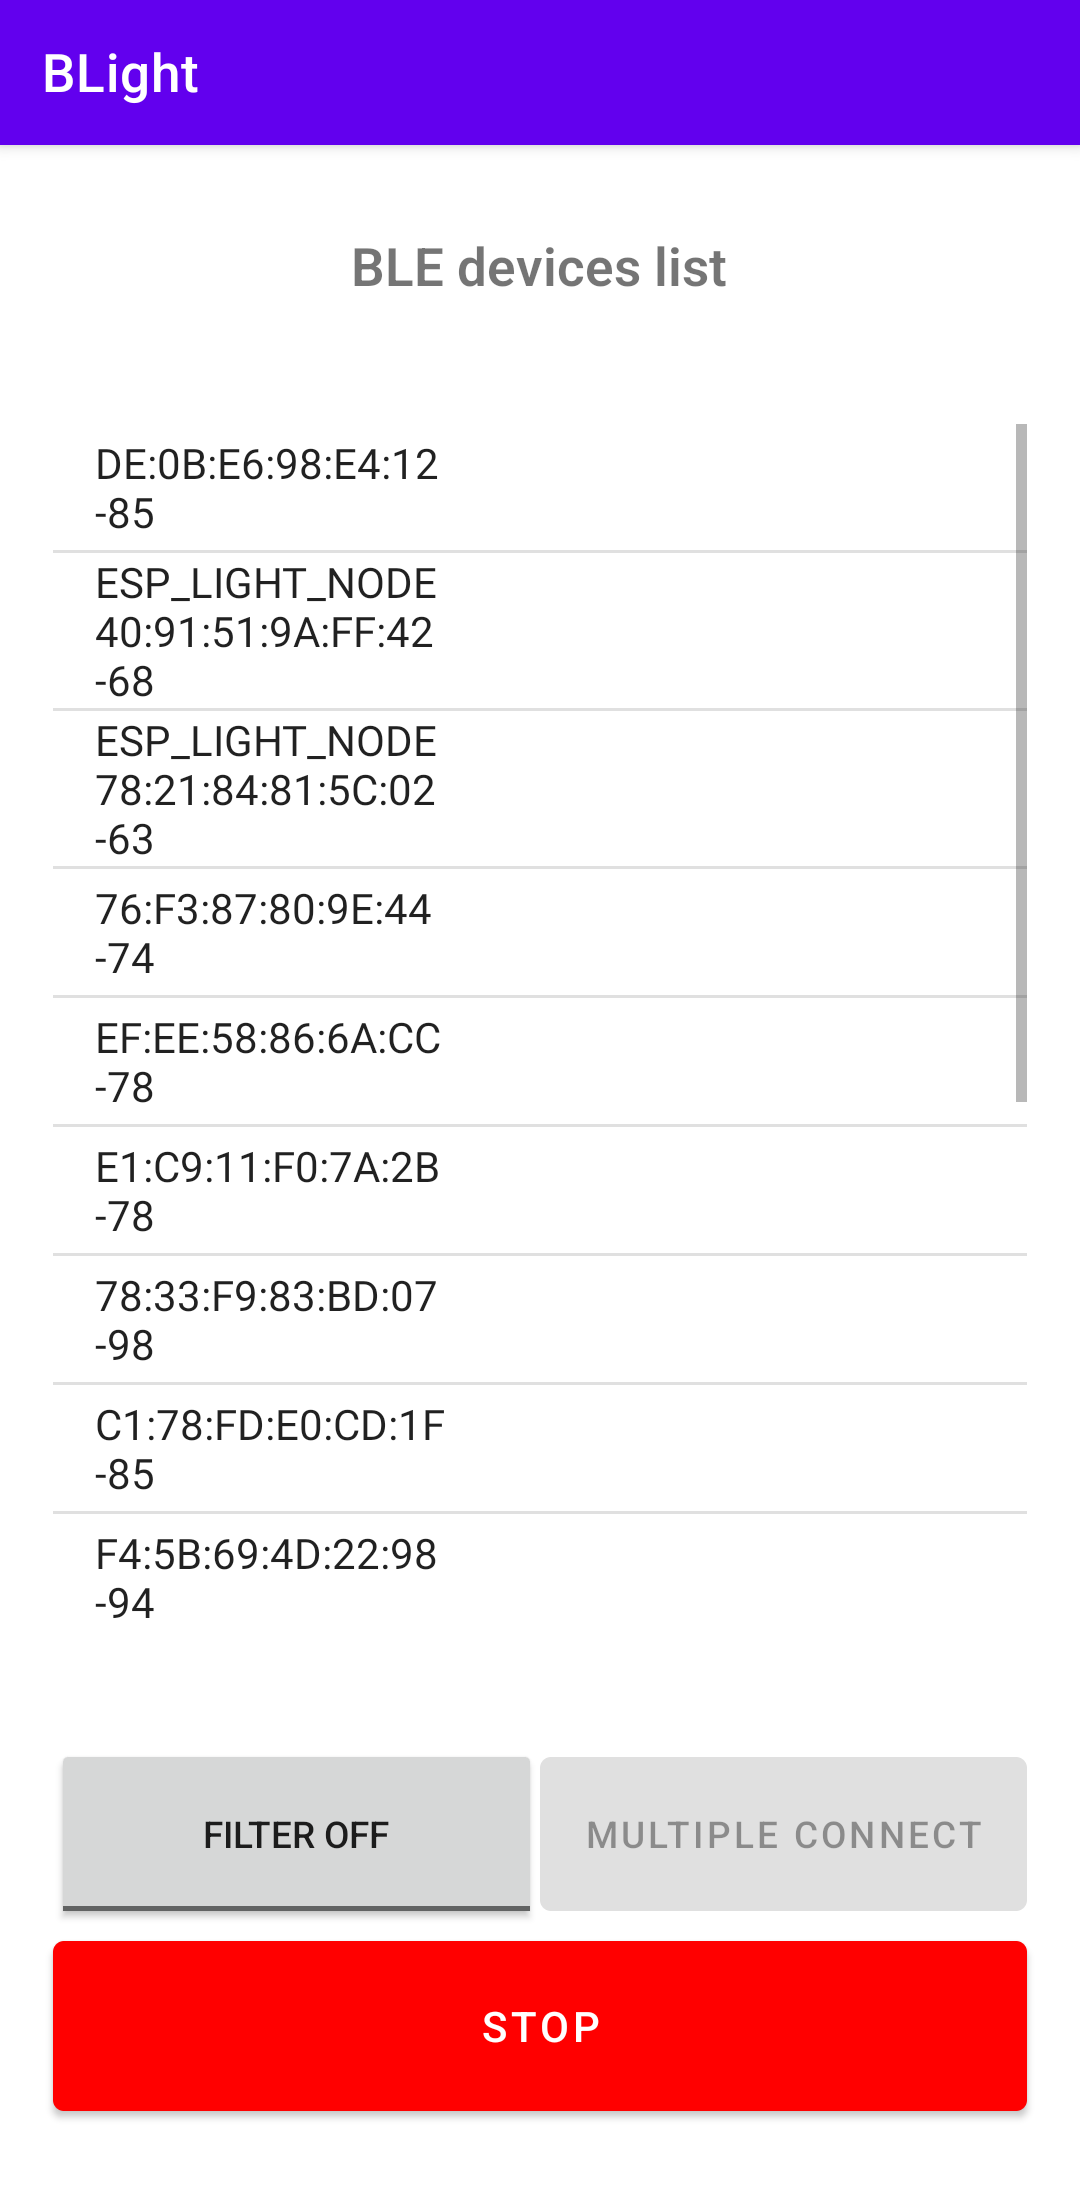 BLight
BLE devices list
DE:0B:E6:98:E4:12
-85
ESP_LIGHT_NODE
40:91:51:9A:FF:42
-68
ESP_LIGHT_NODE
78:21:84:81:5C:02
-63
76:F3:87:80:9E:44
-74
EF:EE:58:86:6A:CC
-78
E1:C9:11:F0:7A:2B
-78
78:33:F9:83:BD:07
-98
C1:78:FD:E0:CD:1F
-85
F4:5B:69:4D:22:98
-94
FILTER OFF
MULTIPLE CONNECT
STOP